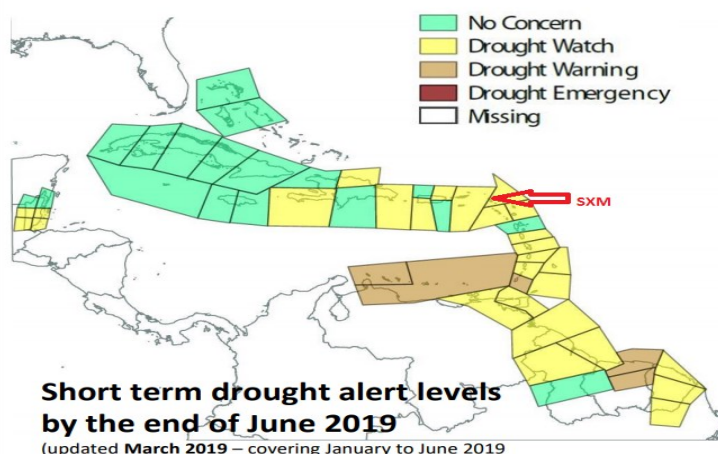 No Concern
Drought Watch
Drought Warning
Drought Emergency
Missing
SXM
Short term drought alert levels
by the end of June 2019
(updated March 2019 – covering January to June 2019